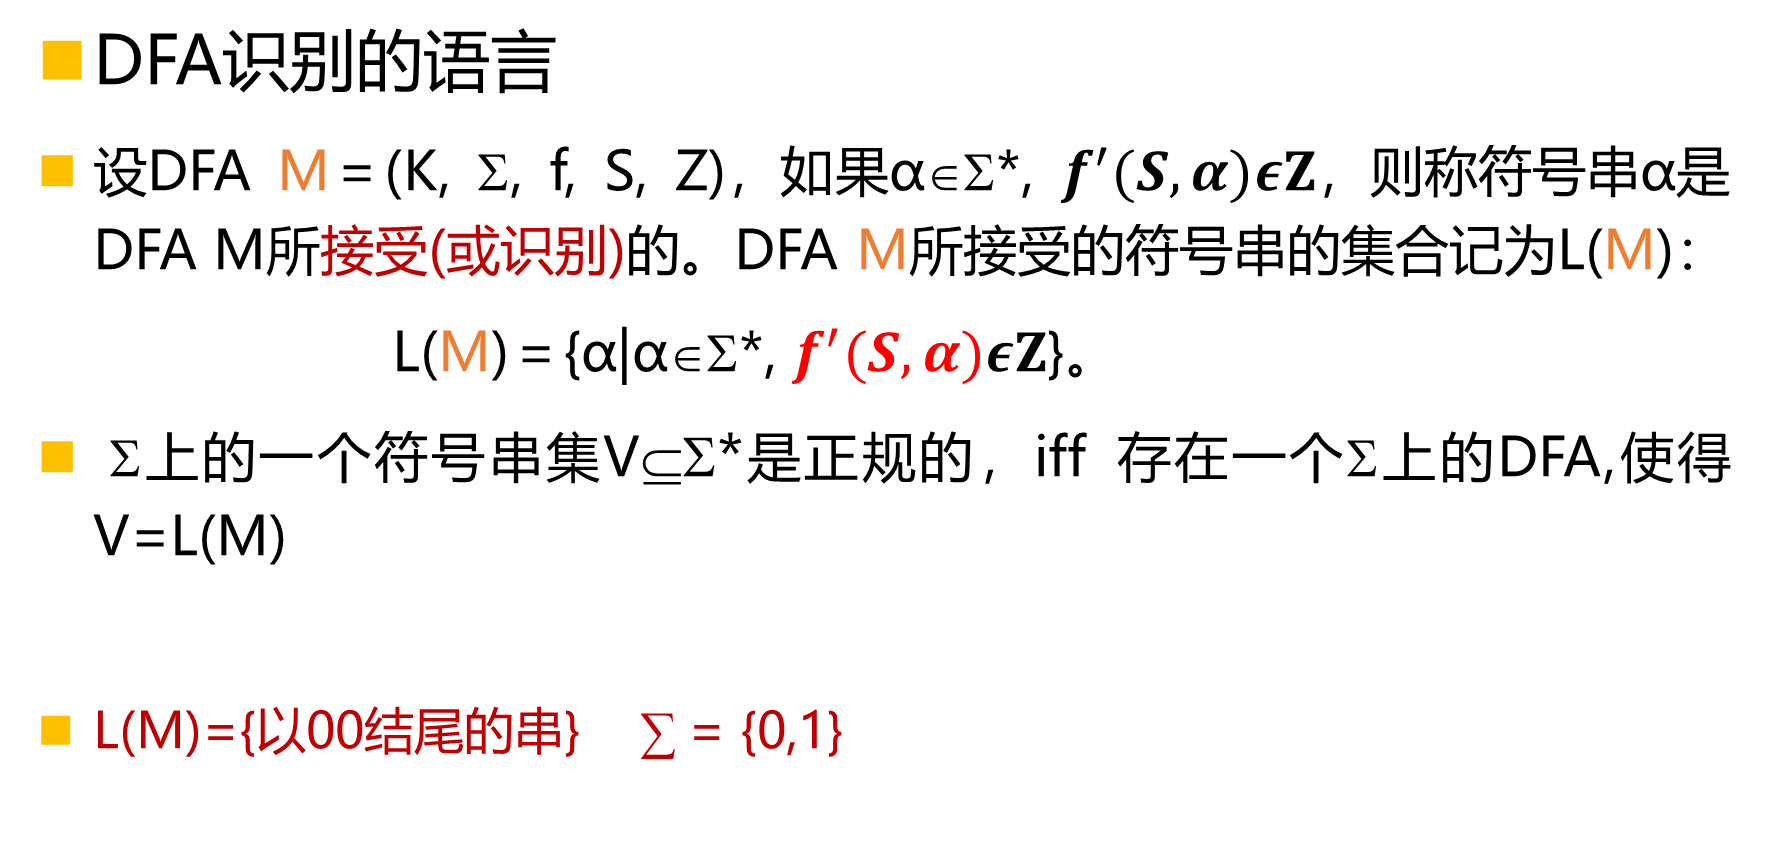 DFA识别的语言
设DFA M = (K, Σ, f, S, Z)，如果α∈Σ*, f′(S,α)ϵZ，则称符号串α是
DFA M所接受(或识别)的。DFA M所接受的符号串的集合记为L(M)：
L(M) = {α|α∈Σ*, f′(S,α)ϵZ}。
Σ上的一个符号串集V⊆Σ*是正规的，iff 存在一个Σ上的DFA,使得
V=L(M)
L(M)={以00结尾的串} ∑ = {0,1}